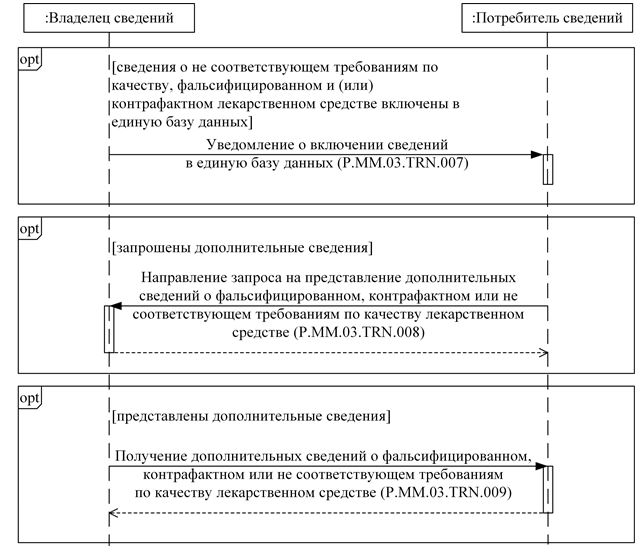 :Владелец сведений
:Потребитель сведений
opt
[сведения о не соответствующем требованиям по
качеству, фальсифицированном и (или)
контрафактном лекарственном средстве включены в
единую базу данных]
Уведомление о включении сведений
в единую базу данных (P.MM.03.TRN.007)
opt
[запрошены дополнительные сведения]
Направление запроса на представление дополнительных
сведений о фальсифицированном, контрафактном или не
соответствующем требованиям по качеству лекарственном
средстве (P.MM.03.TRN.008)
opt
[представлены дополнительные сведения]
Получение дополнительных сведений о фальсифицированном,
контрафактном или не соответствующем требованиям
по качеству лекарственном средстве (P.MM.03.TRN.009)